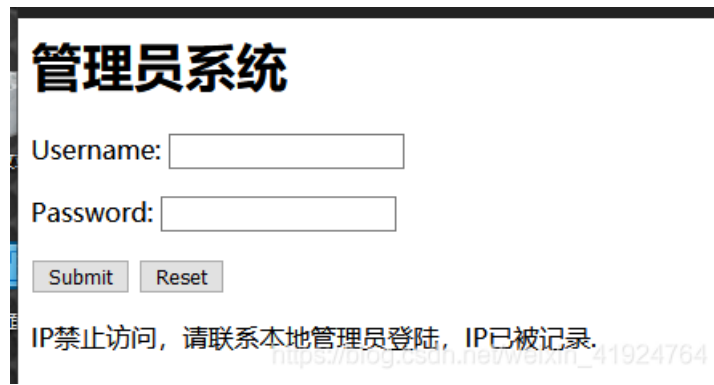 管理员系统
Username:
Password:
Submit Reset
IP禁止访问，请联系本地管理员登陆，IP已被记录.
https://blog.csdn.net/weixin_41924764